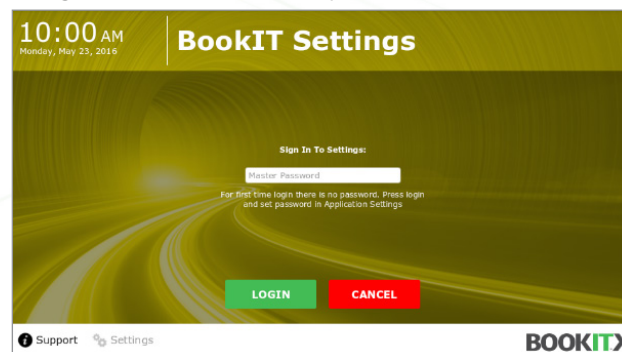 10:00 AM
Monday, May 23, 2016
BookIT Settings
Sign In To Settings:
Master Password
For first time login there is no password. Press login
and set password in Application Settings
LOGIN
CANCEL
Support
Settings
BOOKIT